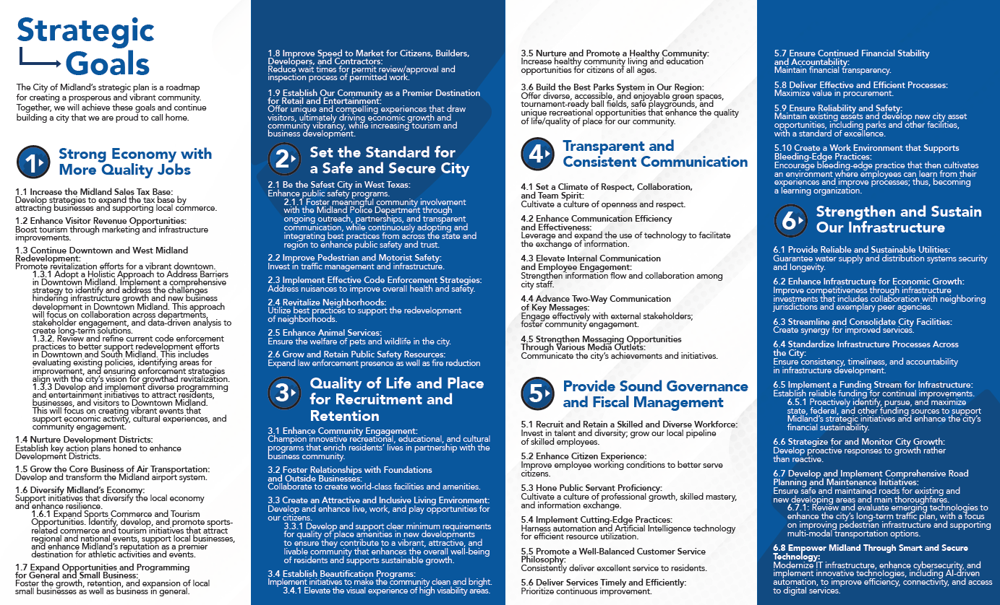 Strategic
Goals
The City of Midland's strategic plan is a roadmap
for creating a prosperous and vibrant community.
Together, we will achieve these goals and continue
building a city that we are proud to call home.
1
Strong Economy with
More Quality Jobs
1.1 Increase the Midland Sales Tax Base:
Develop strategies to expand the tax base by
attracting businesses and supporting local commerce.
1.2 Enhance Visitor Revenue Opportunities:
Boost tourism through marketing and infrastructure
improvements.
1.3 Continue Downtown and West Midland
Redevelopment:
Promote revitalization efforts for a vibrant downtown.
1.3.1 Adopt a Holistic Approach to Address Barriers
in Downtown Midland. Implement a comprehensive
strategy to identify and address the challenges
hindering infrastructure growth and new business
development in Downtown Midland. This approach
will focus on collaboration across departments,
stakeholder engagement, and data-driven analysis to
create long-term solutions.
1.3.2. Review and refine current code enforcement
practices to better support redevelopment efforts
in Downtown and South Midland. This includes
evaluating existing policies, identifying areas for
improvement, and ensuring enforcement strategies
align with the city's vision for growthad revitalization.
1.3.3 Develop and implement diverse programming
and entertainment initiatives to attract residents,
businesses, and visitors to Downtown Midland.
This will focus on creating vibrant events that
support economic activity, cultural experiences, and
community engagement.
1.4 Nurture Development Districts:
Establish key action plans honed to enhance
Development Districts.
1.5 Grow the Core Business of Air Transportation:
Develop and transform the Midland airport system.
1.6 Diversify Midland's Economy:
Support initiatives that diversify the local economy
and enhance resilience.
1.6.1 Expand Sports Commerce and Tourism
Opportunities. Identify, develop, and promote sports-
related commerce and tourism initiatives that attract
regional and national events, support local businesses,
and enhance Midland's reputation as a premier
destination for athletic activities and events.
1.7 Expand Opportunities and Programming
for General and Small Business:
Foster the growth, retention, and expansion of local
small businesses as well as business in general.
1.8 Improve Speed to Market for Citizens, Builders,
Developers, and Contractors:
Reduce wait times for permit review/approval and
inspection process of permitted work.
1.9 Establish Our Community as a Premier Destination
for Retail and Entertainment:
Offer unique and compelling experiences that draw
visitors, ultimately driving economic growth and
community vibrancy, while increasing tourism and
business development.
2
Set the Standard for
a Safe and Secure City
2.1 Be the Safest City in West Texas:
Enhance public safety programs.
2.1.1 Foster meaningful community involvement
with the Midland Police Department through
ongoing outreach, partnerships, and transparent
communication, while continuously adopting and
integrating best practices from across the state and
region to enhance public safety and trust.
2.2 Improve Pedestrian and Motorist Safety:
Invest in traffic management and infrastructure.
2.3 Implement Effective Code Enforcement Strategies:
Address nuisances to improve overall health and safety.
2.4 Revitalize Neighborhoods:
Utilize best practices to support the redevelopment
of neighborhoods.
2.5 Enhance Animal Services:
Ensure the welfare of pets and wildlife in the city.
2.6 Grow and Retain Public Safety Resources:
Expand law enforcement presence as well as fire reduction
3
Quality of Life and Place
for Recruitment and
Retention
3.1 Enhance Community Engagement:
Champion innovative recreational, educational, and cultural
programs that enrich residents' lives in partnership with the
business community.
3.2 Foster Relationships with Foundations
and Outside Businesses:
Collaborate to create world-class facilities and amenities.
3.3 Create an Attractive and Inclusive Living Environment:
Develop and enhance live, work, and play opportunities for
our citizens.
3.3.1 Develop and support clear minimum requirements
for quality of place amenities in new developments
to ensure they contribute to a vibrant, attractive, and
livable community that enhances the overall well-being
of residents and supports sustainable growth.
3.4 Establish Beautification Programs:
Implement initiatives to make the community clean and bright.
3.4.1 Elevate the visual experience of high visability areas.
3.5 Nurture and Promote a Healthy Community:
Increase healthy community living and education
opportunities for citizens of all ages.
3.6 Build the Best Parks System in Our Region:
Offer diverse, accessible, and enjoyable green spaces,
tournament-ready ball fields, safe playgrounds, and
unique recreational opportunities that enhance the quality
of life/quality of place for our community.
4
Transparent and
Consistent Communication
4.1 Set a Climate of Respect, Collaboration,
and Team Spirit:
Cultivate a culture of openness and respect.
4.2 Enhance Communication Efficiency
and Effectiveness:
Leverage and expand the use of technology to facilitate
the exchange of information.
4.3 Elevate Internal Communication
and Employee Engagement:
Strengthen information flow and collaboration among
city staff.
4.4 Advance Two-Way Communication
of Key Messages:
Engage effectively with external stakeholders;
foster community engagement.
4.5 Strengthen Messaging Opportunities
Through Various Media Outlets:
Communicate the city's achievements and initiatives.
5
Provide Sound Governance
and Fiscal Management
5.1 Recruit and Retain a Skilled and Diverse Workforce:
Invest in talent and diversity; grow our local pipeline
of skilled employees.
5.2 Enhance Citizen Experience:
Improve employee working conditions to better serve
citizens.
5.3 Hone Public Servant Proficiency:
Cultivate a culture of professional growth, skilled mastery,
and information exchange.
5.4 Implement Cutting-Edge Practices:
Harness automation and Artificial Intelligence technology
for efficient resource utilization.
5.5 Promote a Well-Balanced Customer Service
Philosophy:
Consistently deliver excellent service to residents.
5.6 Deliver Services Timely and Efficiently:
Prioritize continuous improvement.
5.7 Ensure Continued Financial Stability
and Accountability:
Maintain financial transparency.
5.8 Deliver Effective and Efficient Processes:
Maximize value in procurement.
5.9 Ensure Reliability and Safety:
Maintain existing assets and develop new city asset
opportunities, including parks and other facilities,
with a standard of excellence.
5.10 Create a Work Environment that Supports
Bleeding-Edge Practices:
Encourage bleeding-edge practice that then cultivates
an environment where employees can learn from their
experiences and improve processes; thus, becoming
a learning organization.
6
Strengthen and Sustain
Our Infrastructure
6.1 Provide Reliable and Sustainable Utilities:
Guarantee water supply and distribution systems security
and longevity.
6.2 Enhance Infrastructure for Economic Growth:
Improve competitiveness through infrastructure
investments that includes collaboration with neighboring
jurisdictions and exemplary peer agencies.
6.3 Streamline and Consolidate City Facilities:
Create synergy for improved services.
6.4 Standardize Infrastructure Processes Across
the City:
Ensure consistency, timeliness, and accountability
in infrastructure development.
6.5 Implement a Funding Stream for Infrastructure:
Establish reliable funding for continual improvements.
6.5.1 Proactively identify, pursue, and maximize
state, federal, and other funding sources to support
Midland's strategic initiatives and enhance the city's
financial sustainability.
6.6 Strategize for and Monitor City Growth:
Develop proactive responses to growth rather
than reactive.
6.7 Develop and Implement Comprehensive Road
Planning and Maintenance Initiatives:
Ensure safe and maintained roads for existing and
new developing areas and main thoroughfares.
6.7.1: Review and evaluate emerging technologies to
enhance the city's long-term traffic plan, with a focus
on improving pedestrian infrastructure and supporting
multi-modal transportation options.
6.8 Empower Midland Through Smart and Secure
Technology:
Modernize IT infrastructure, enhance cybersecurity, and
implement innovative technologies, including AI-driven
automation, to improve efficiency, connectivity, and access
to digital services.